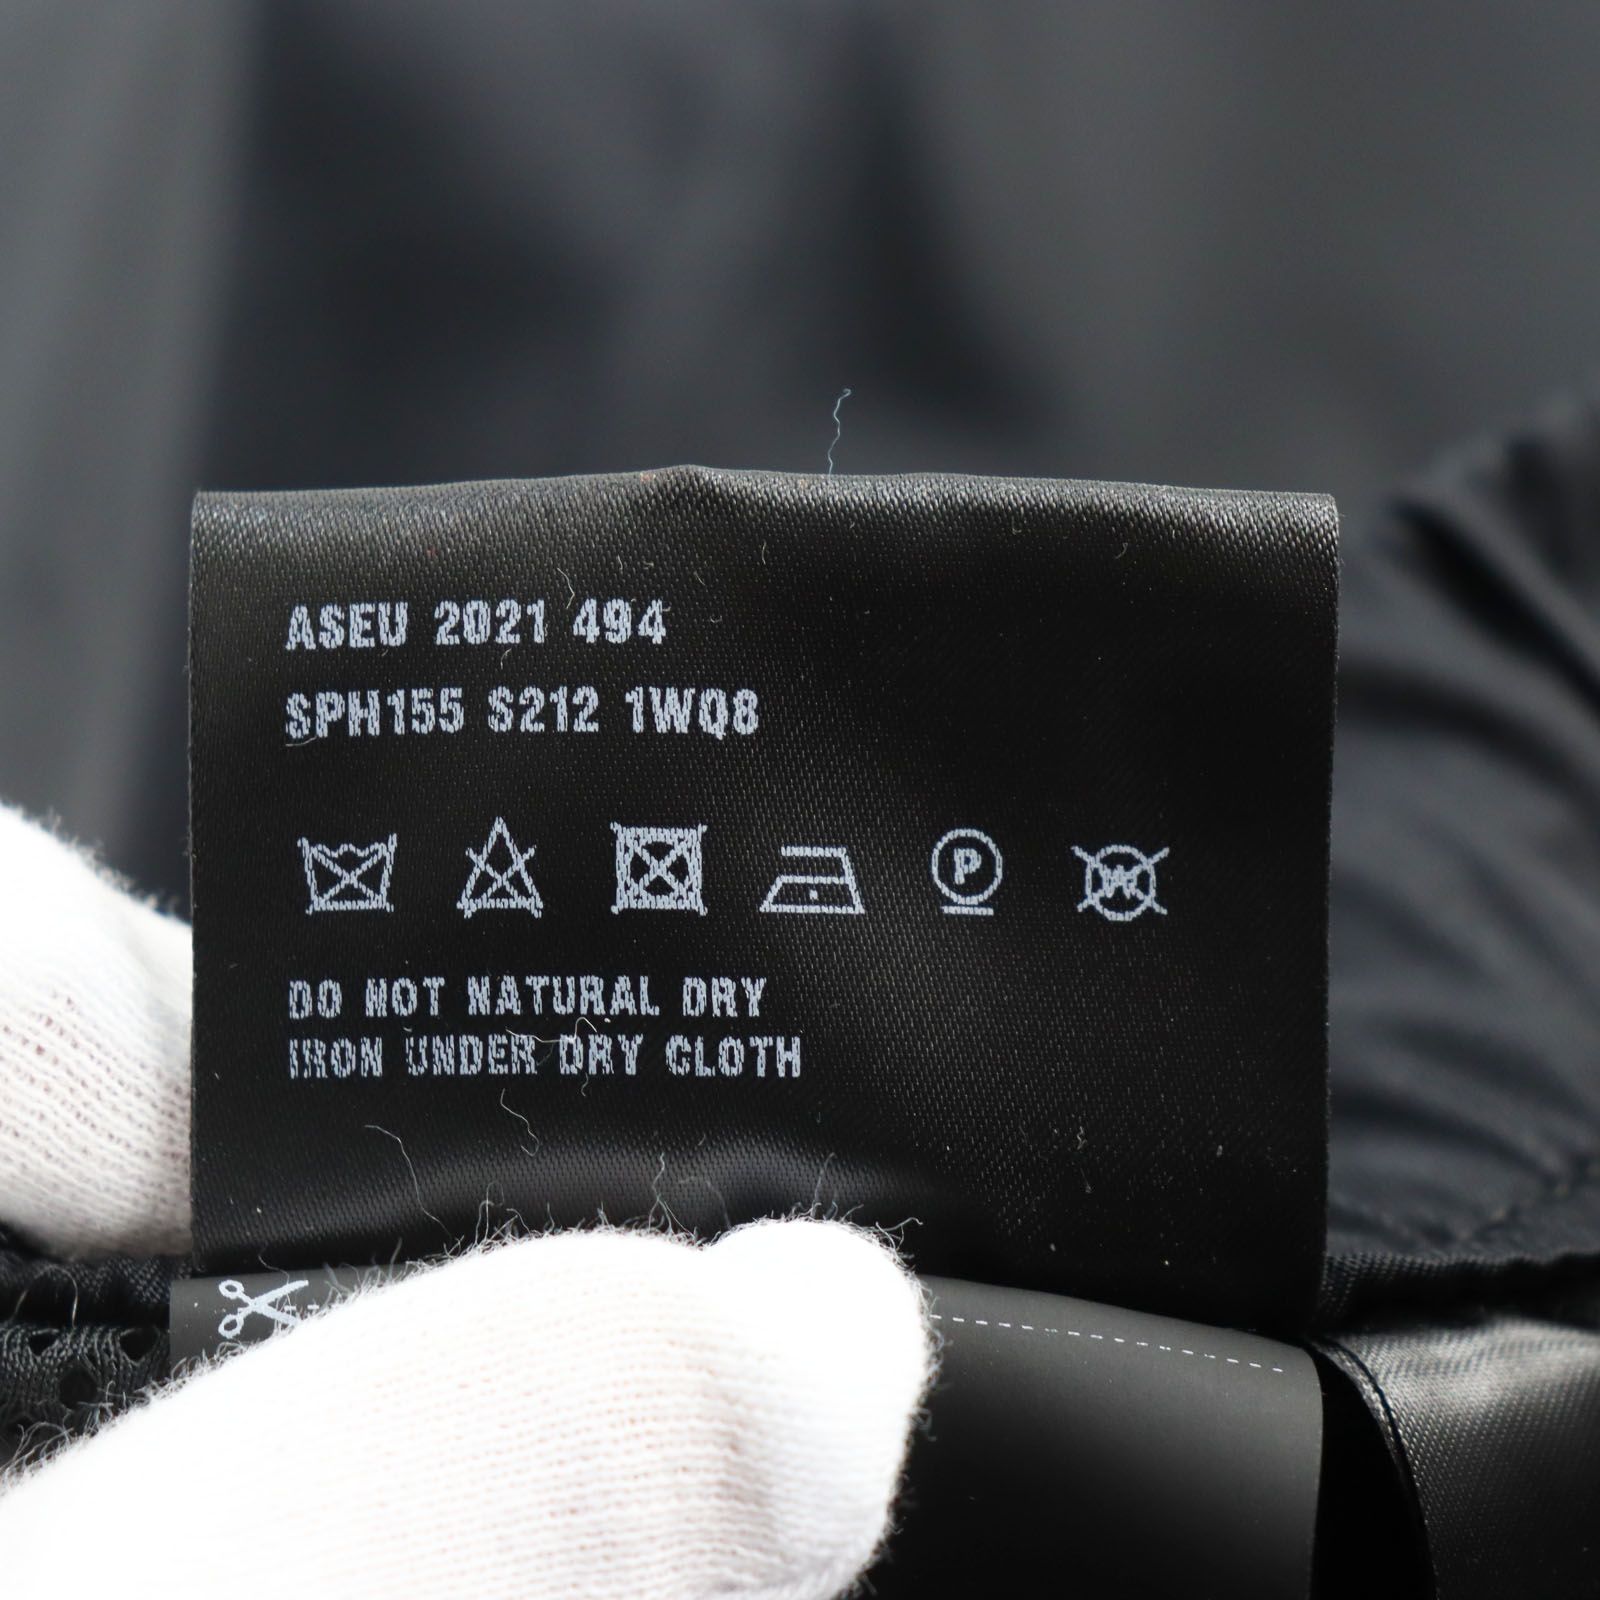 ASEU 2021 494
SPH155 S212 1WQ8
P W
DO NOT NATURAL DRY
IRON UNDER DRY CLOTH